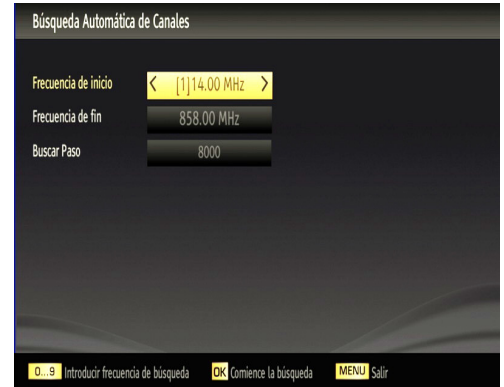 Búsqueda Automática de Canales
Frecuencia de inicio < [1]14.00 MHz >
Frecuencia de fin 858.00 MHz
Buscar Paso 8000
0...9 Introducir frecuencia de búsqueda OK Comience la búsqueda MENU Salir